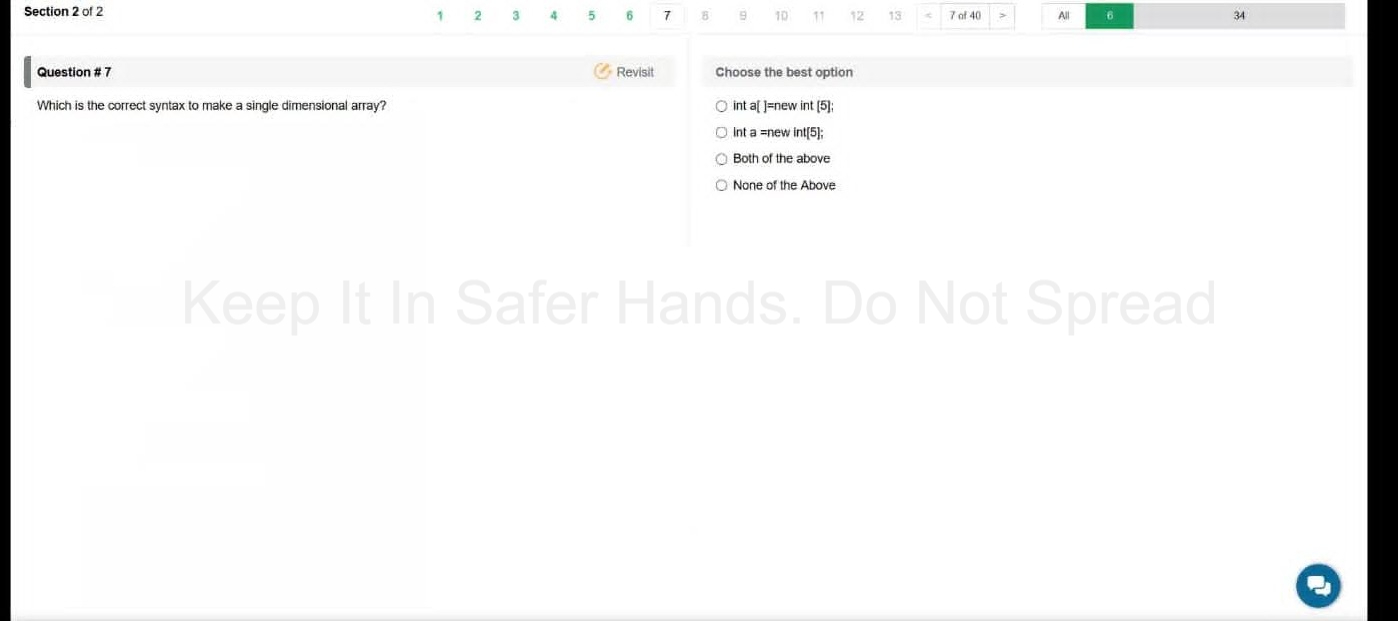 Section 2 of 2
1 2 3 4 5 6 7 8 9 10 11 12 13 < 7 of 40 > All 6 34
Question # 7
Revisit
Which is the correct syntax to make a single dimensional array?
Choose the best option
int a[ ]=new int [5];
Int a =new int[5];
Both of the above
None of the Above
Keep It In Safer Hands. Do Not Spread